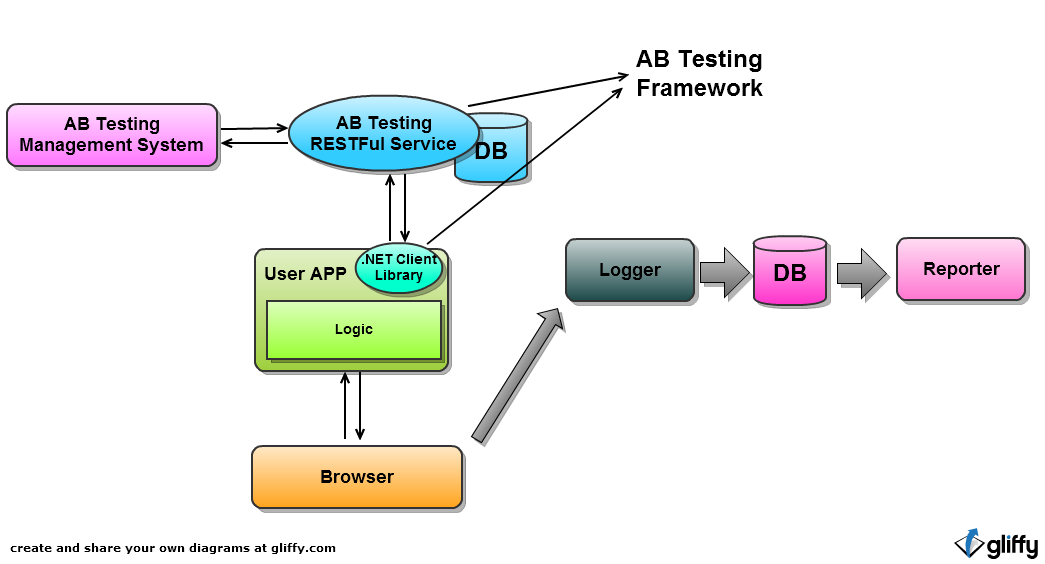 AB Testing
Framework
AB Testing
Management System
AB Testing
RESTFul Service
DB
User APP
.NET Client
Library
Logic
Logger
DB
Reporter
Browser
create and share your own diagrams at gliffy.com
gliffy